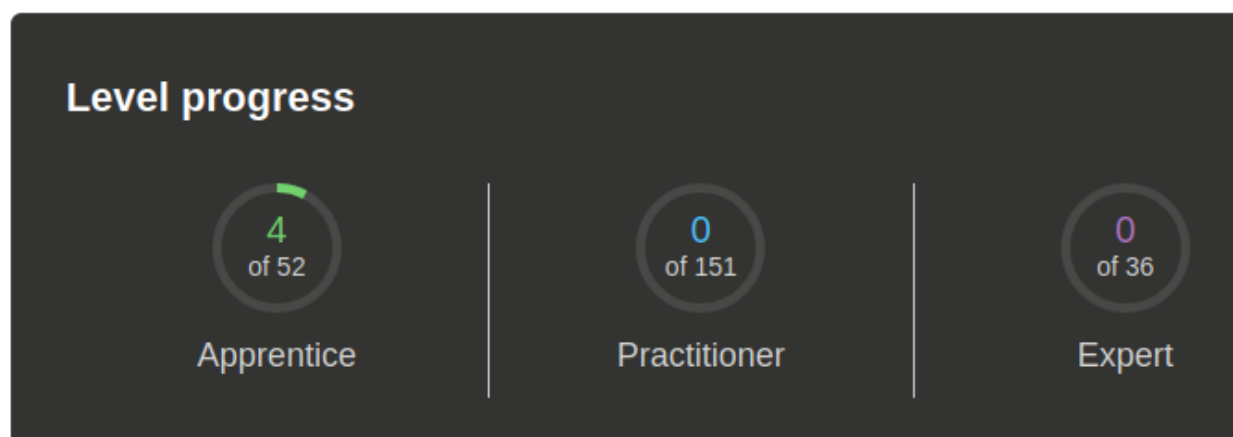 Level progress
4
of 52
Apprentice
0
of 151
Practitioner
0
of 36
Expert